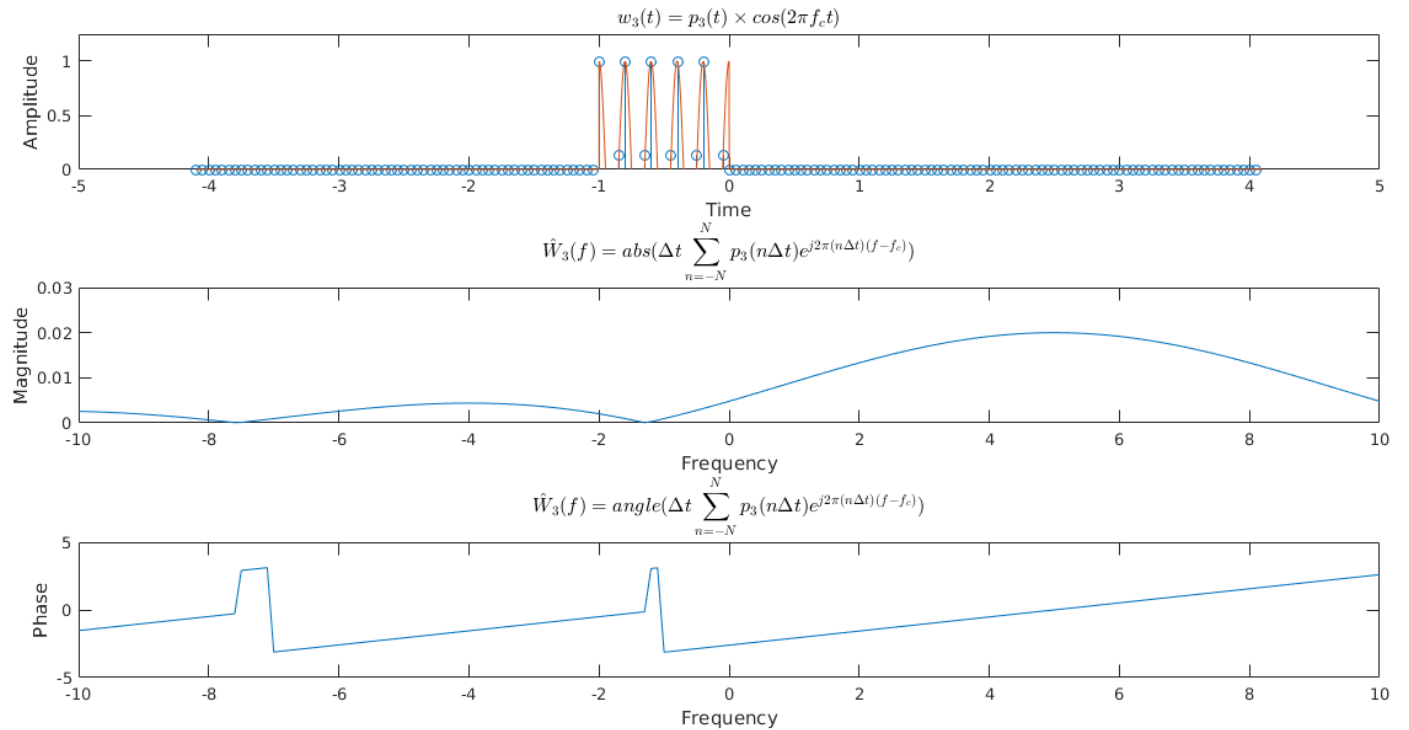 w_3(t) = p_3(t) × cos(2πf_ct)
Amplitude
1
0.5
0
-5 -4 -3 -2 -1 0 1 2 3 4 5
Time
Ŵ_3(f) = abs(Δt ∑_{n=-N}^{N} p_3(nΔt)e^{j2π(nΔt)(f-f_c)})
Magnitude
0.03
0.02
0.01
0
-10 -8 -6 -4 -2 0 2 4 6 8 10
Frequency
Ŵ_3(f) = angle(Δt ∑_{n=-N}^{N} p_3(nΔt)e^{j2π(nΔt)(f-f_c)})
Phase
5
0
-5
-10 -8 -6 -4 -2 0 2 4 6 8 10
Frequency